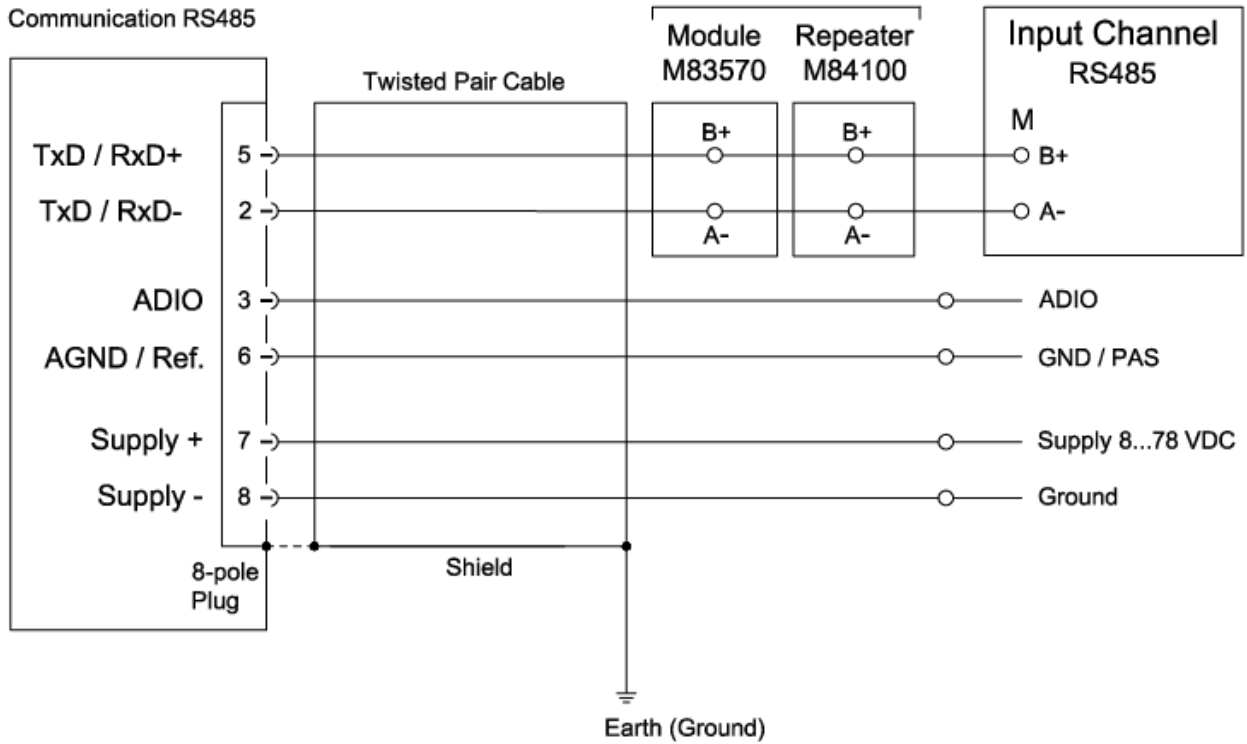 Communication RS485
Module
M83570
Repeater
M84100
Input Channel
RS485
Twisted Pair Cable
M
B+
B+
TxD / RxD+ 5 B+
TxD / RxD- 2 A-
A-
A-
ADIO 3 ADIO
AGND / Ref. 6 GND / PAS
Supply + 7 Supply 8...78 VDC
Supply - 8 Ground
8-pole
Plug
Shield
Earth (Ground)